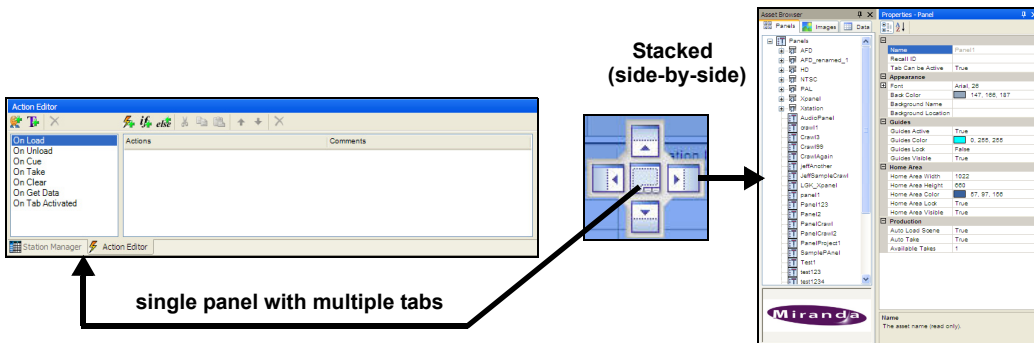 Action Editor
if
else
On Load
On Unload
On Cue
On Take
On Clear
On Get Data
On Tab Activated
Actions
Comments
Station Manager
Action Editor
single panel with multiple tabs
Stacked
(side-by-side)
Asset Browser
Panels
Images
Data
Panels
AFD
AFD_renamed_1
HD
NTSC
PAL
Xpanel
Xstation
AudioPanel
crawl1
Crawl3
Crawl99
CrawlAgain
jeffAnother
JeffSampleCrawl
LGK_Xpanel
panel1
Panel123
Panel2
PanelCrawl
PanelCrawl2
PanelProject1
SamplePAnel
Test1
test123
test1234
Miranda
Properties - Panel
Name Panel1
Recall ID
Tab Can be Active True
Appearance
Font Arial, 26
Back Color 147, 166, 187
Background Name
Background Location
Guides
Guides Active True
Guides Color 0, 255, 255
Guides Lock False
Guides Visible True
Home Area
Home Area Width 1022
Home Area Height 660
Home Area Color 57, 97, 156
Home Area Lock True
Home Area Visible True
Production
Auto Load Scene True
Auto Take True
Available Takes 1
Name
The asset name (read only).